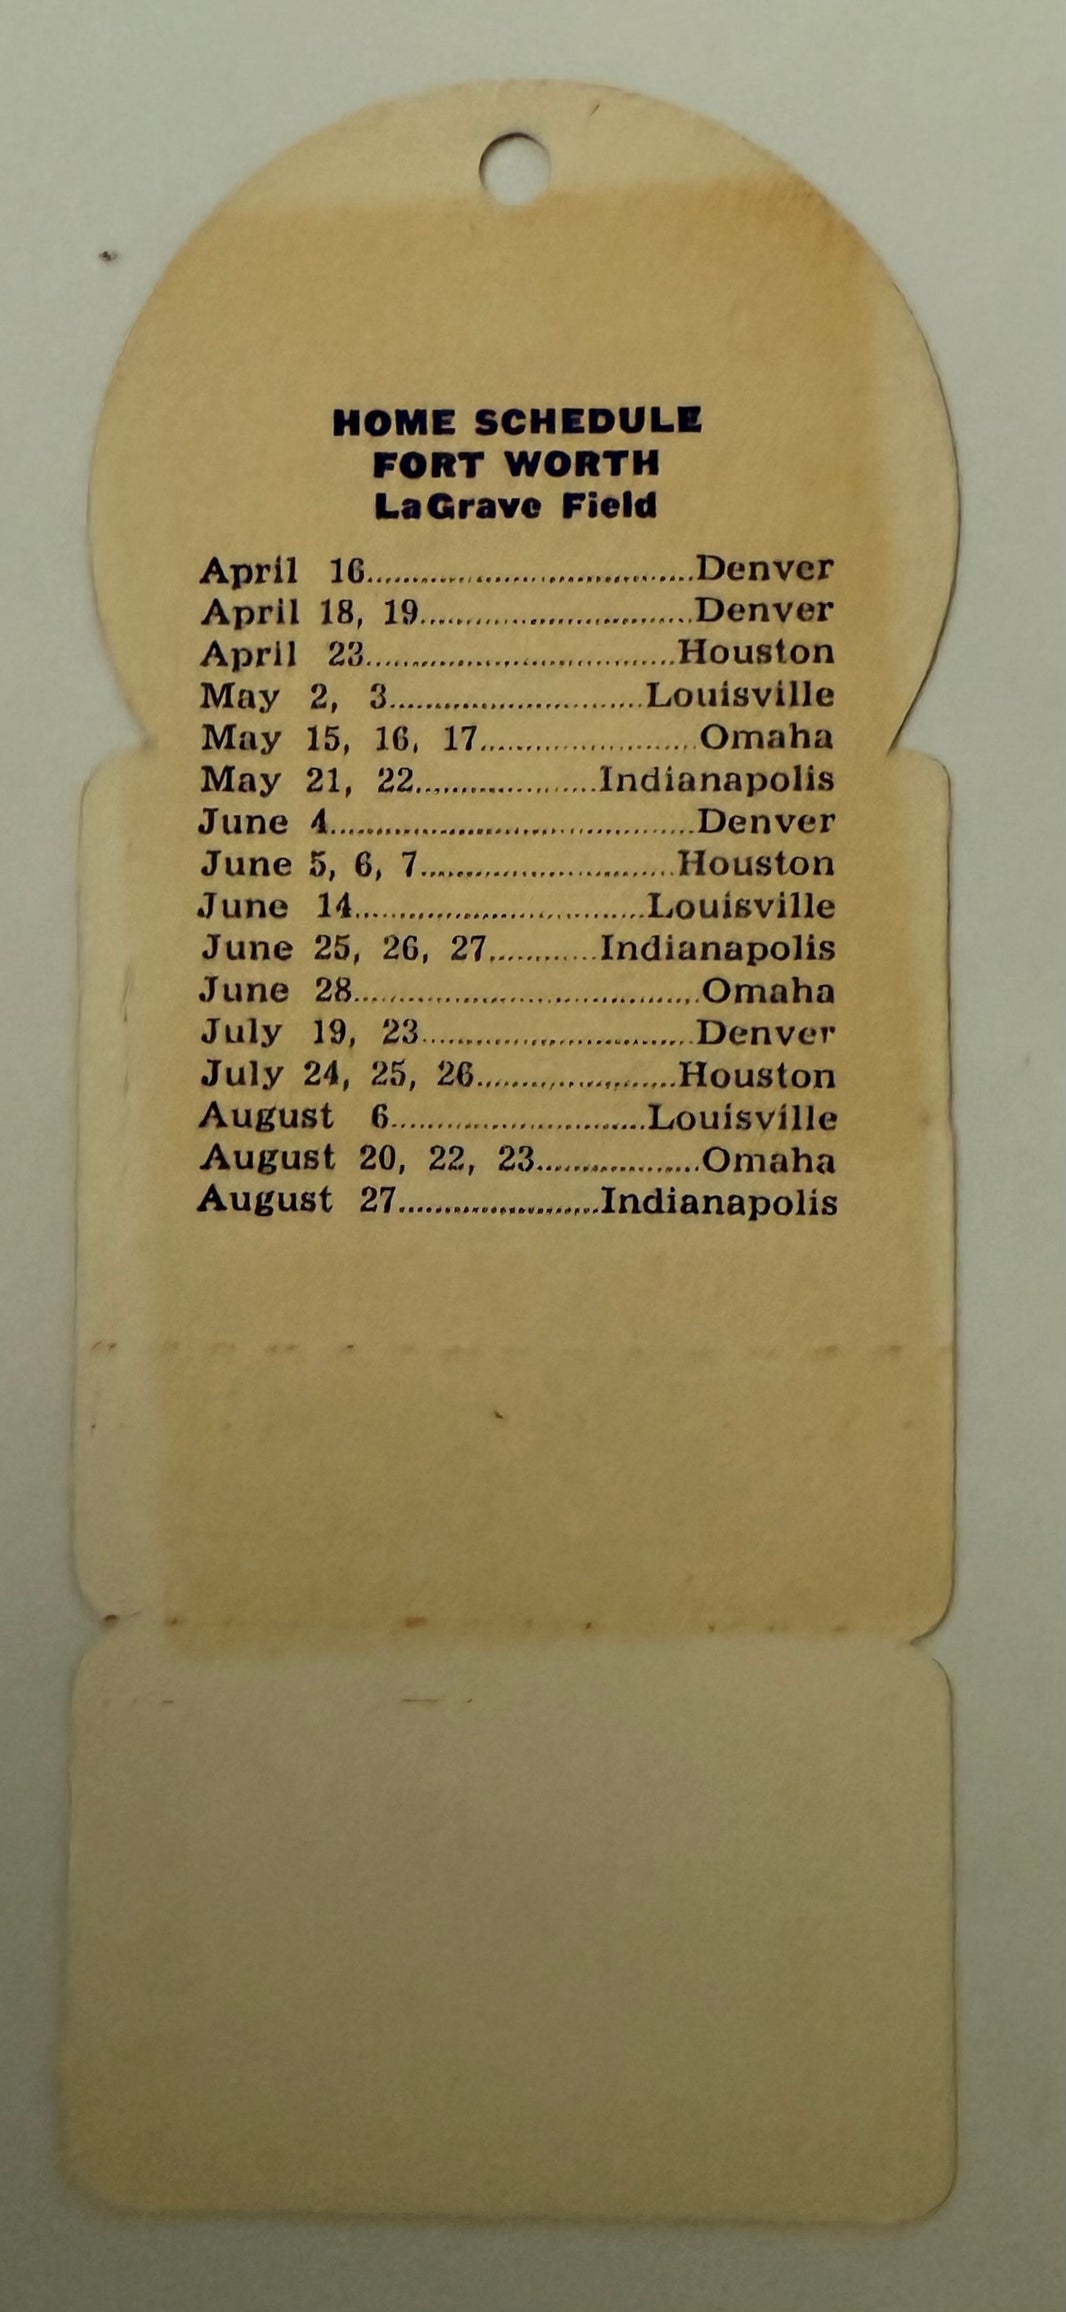 HOME SCHEDULE
FORT WORTH
LaGrave Field
April 16........................................Denver
April 18, 19.................................Denver
April 23......................................Houston
May 2, 3................................Louisville
May 15, 16, 17..........................Omaha
May 21, 22......................Indianapolis
June 4.............................................Denver
June 5, 6, 7...............................Houston
June 14....................................Louisville
June 25, 26, 27.............Indianapolis
June 28..........................................Omaha
July 19, 23.................................Denver
July 24, 25, 26.........................Houston
August 6................................Louisville
August 20, 22, 23....................Omaha
August 27........................Indianapolis